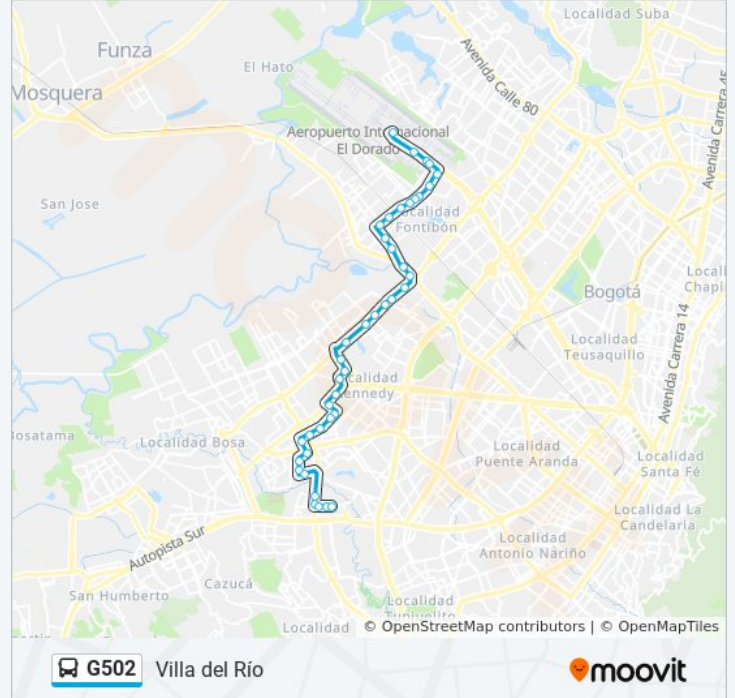 Localidad Suba
Funza
El Hato
Avenida Calle 80
Mosquera
Avenida Carrera 45
Aeropuerto Internacional
El Dorado
San Jose
Localidad
Fontibón
Bogotá
Locali
Chapi
Localidad
Teusaquillo
Avenida Carrera 14
Localidad
Kennedy
Bosatama
Localidad Bosa
Localidad
Puente Aranda
Localidad
Santa Fé
Localidad La
Candelaria
Autopista Sur
Localidad
Antonio Nariño
Cazucá
San Humberto
Localidad
Tunjuelito
Localidad
© OpenStreetMap contributors | © OpenMapTiles
G502 Villa del Río
moovit